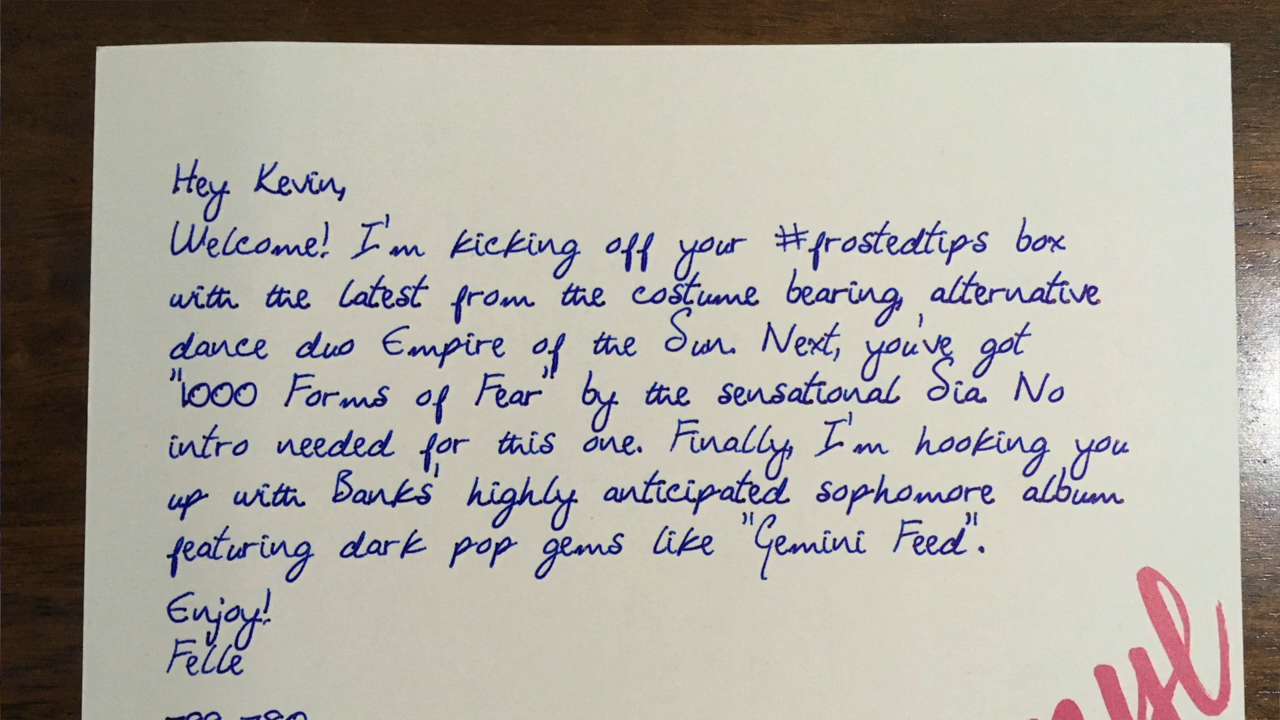 Hey Kevin,
Welcome! I'm kicking off your #frostedtips box
with the latest from the costume bearing, alternative
dance duo Empire of the Sun. Next, you've got
"1000 Forms of Fear" by the sensational Sia. No
intro needed for this one. Finally, I'm hooking you
up with Banks' highly anticipated sophomore album
featuring dark pop gems like "Gemini Feed".
Enjoy!
Felle